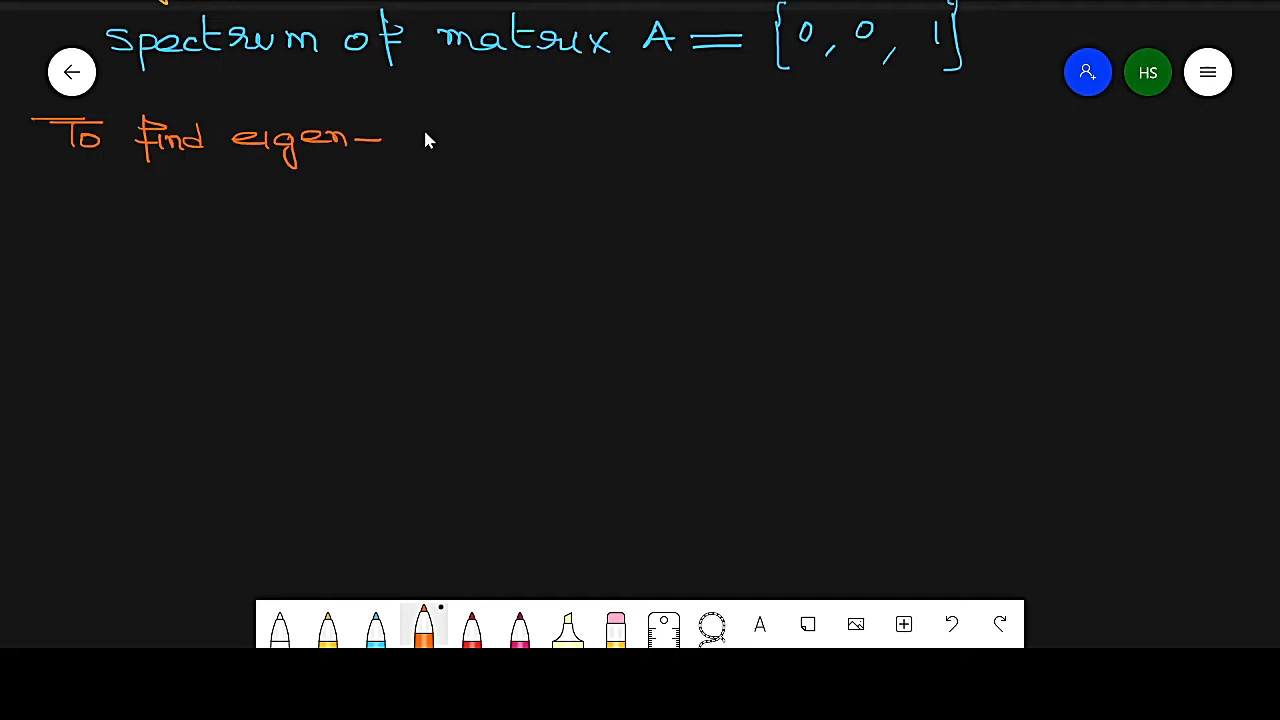 spectrum of matrix A = {0, 0, 1}
HS
To find eigen-
A